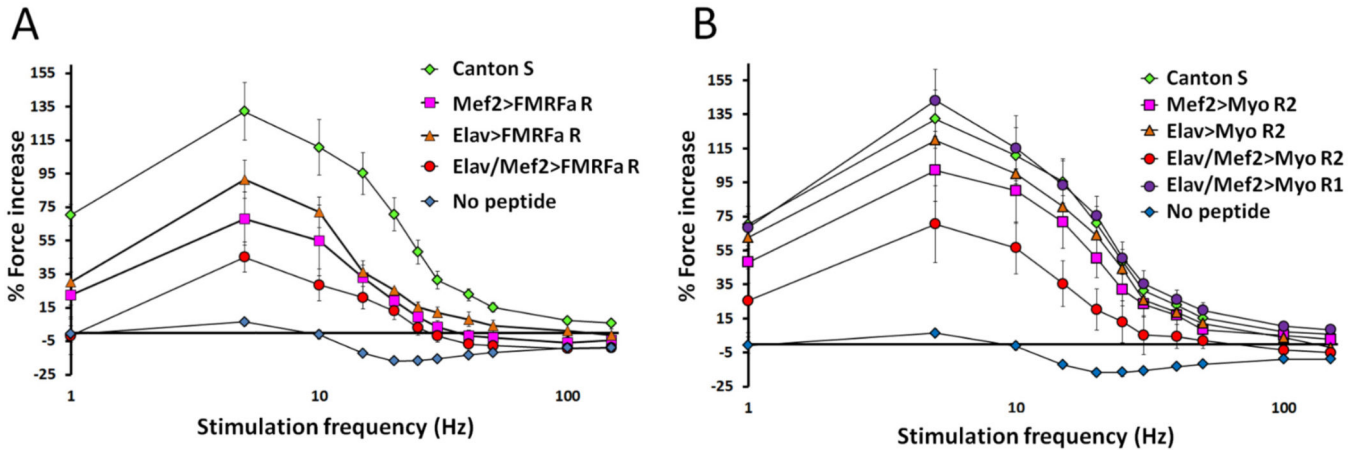 A
% Force increase
155
135
115
95
75
55
35
15
-5
-25
1
10
100
Stimulation frequency (Hz)
Canton S
Mef2>FMRFa R
Elav>FMRFa R
Elav/Mef2>FMRFa R
No peptide
B
% Force increase
155
135
115
95
75
55
35
15
-5
-25
1
10
100
Stimulation frequency (Hz)
Canton S
Mef2>Myo R2
Elav>Myo R2
Elav/Mef2>Myo R2
Elav/Mef2>Myo R1
No peptide